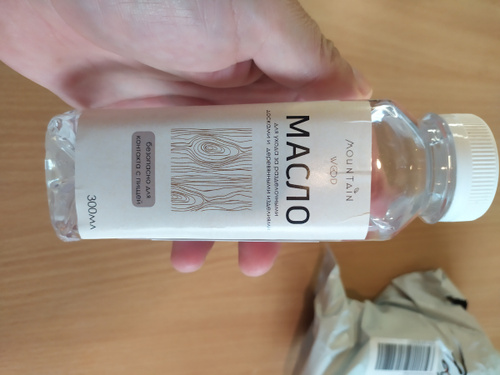 MOUNTAIN
WOOD
МАСЛО
для ухода за разделочными
досками и деревянными изделиями
безопасно для
контакта с пищей
300мл